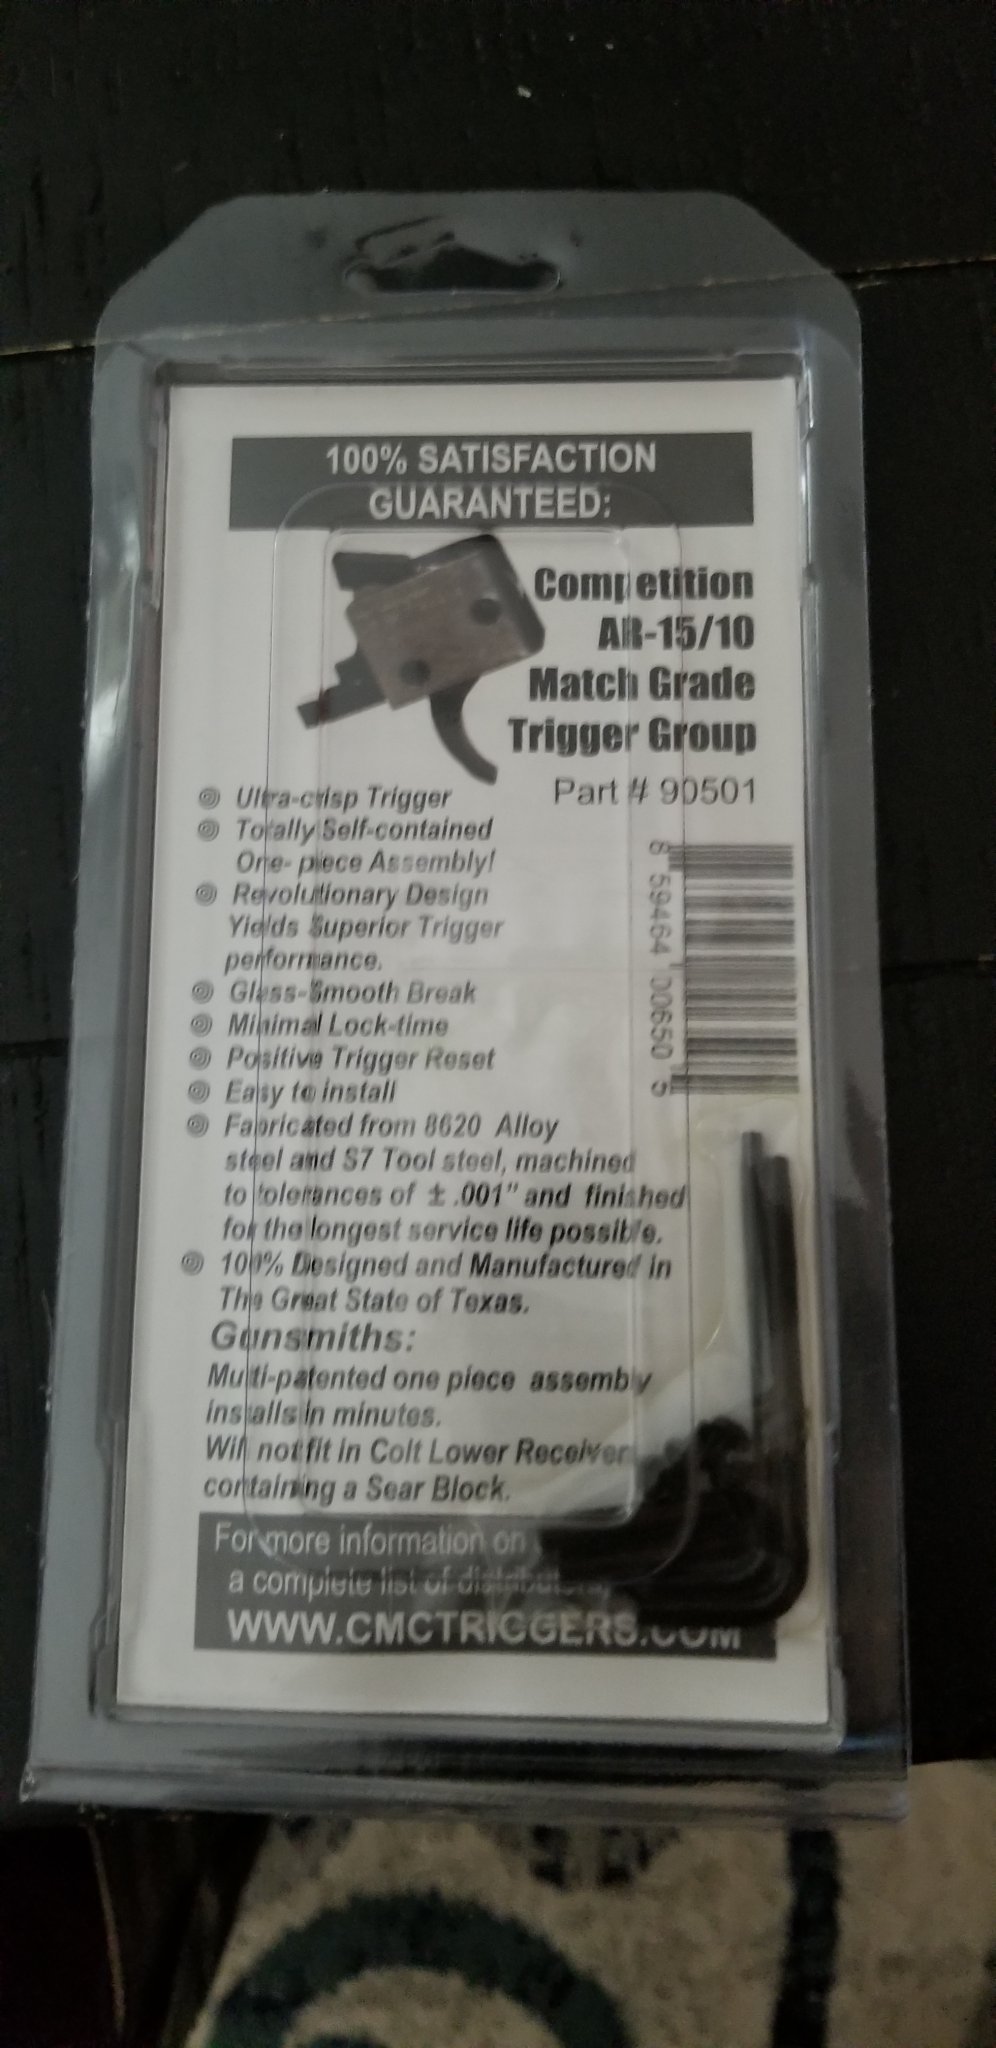 100% SATISFACTION
GUARANTEED:
Competition
AR-15/10
Match Grade
Trigger Group
Part # 90501
Ultra-crisp Trigger
Totally Self-contained
One- piece Assembly!
Revolutionary Design
Yields Superior Trigger
performance.
Glass-Smooth Break
Minimal Lock-time
Positive Trigger Reset
Easy to install
Fabricated from 8620 Alloy
steel and S7 Tool steel, machined
to tolerances of ± .001" and finished
for the longest service life possible.
100% Designed and Manufactured in
The Great State of Texas.
8 59464 00650 5
Gunsmiths:
Multi-patented one piece assembly
installs in minutes.
Will not fit in Colt Lower Receiver
containing a Sear Block.
For more information on
a complete list of
WWW.CMCTRIGGERS.COM